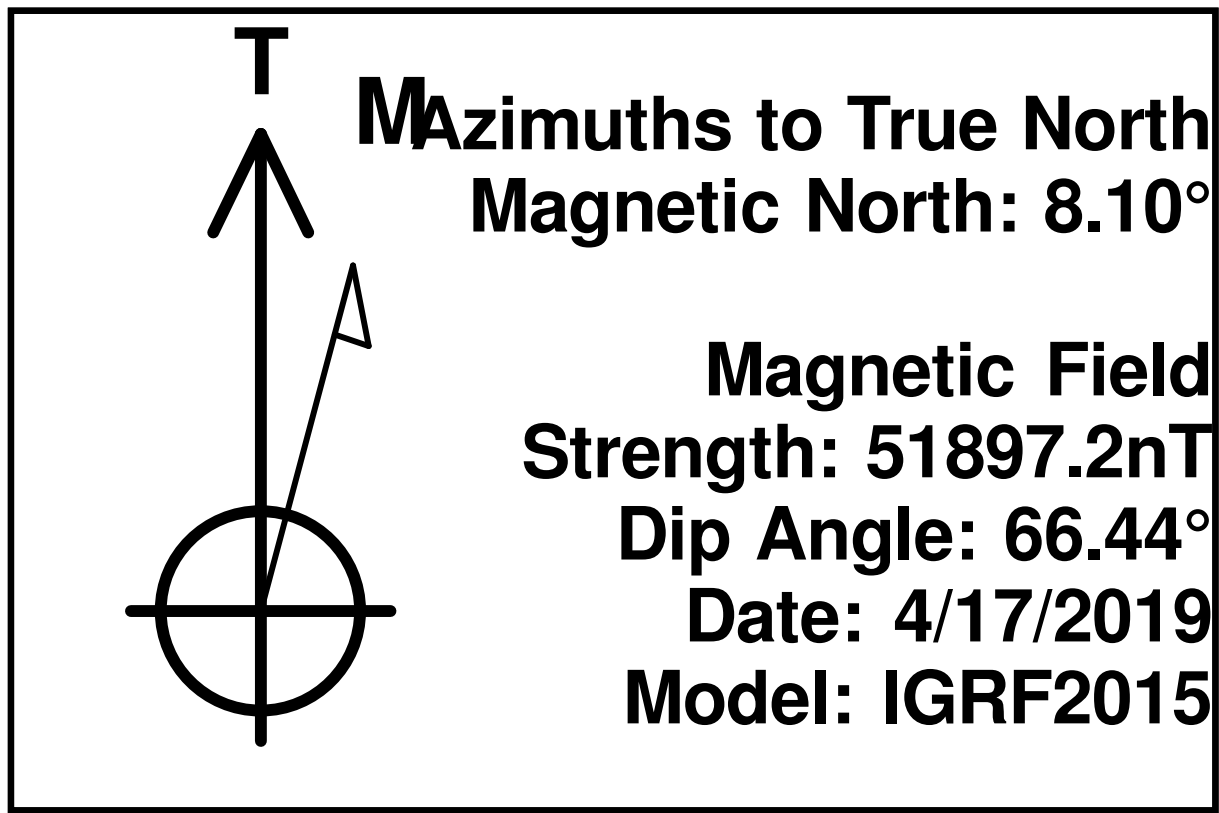 T
M
Azimuths to True North
Magnetic North: 8.10°
Magnetic Field
Strength: 51897.2nT
Dip Angle: 66.44°
Date: 4/17/2019
Model: IGRF2015